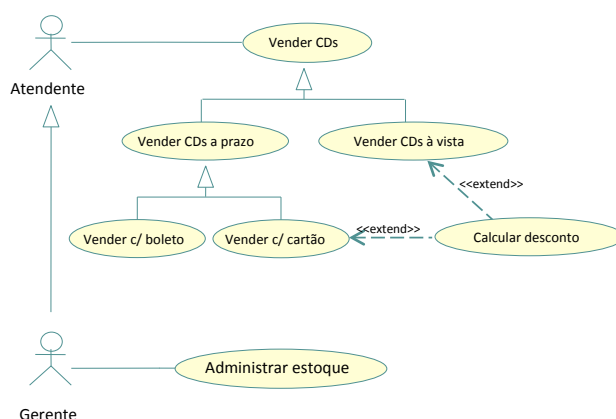 Vender CDs
Atendente
Vender CDs a prazo
Vender CDs à vista
<<extend>>
Vender c/ boleto
Vender c/ cartão
<<extend>>
Calcular desconto
Administrar estoque
Gerente